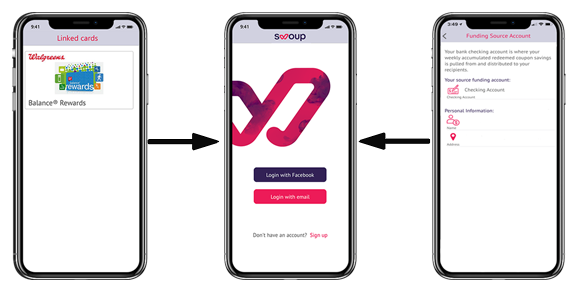 9:41
Linked cards
Walgreens
Balance
rewards
Balance® Rewards
9:41
swoup
Login with Facebook
Login with email
Don't have an account? Sign up
3:49
Funding Source Account
Your bank checking account is where your
weekly accumulated redeemed coupon savings
is pulled from and distributed to your
recipients.
Your source funding account:
Checking Account
Checking Account
Personal Information:
Name
Address